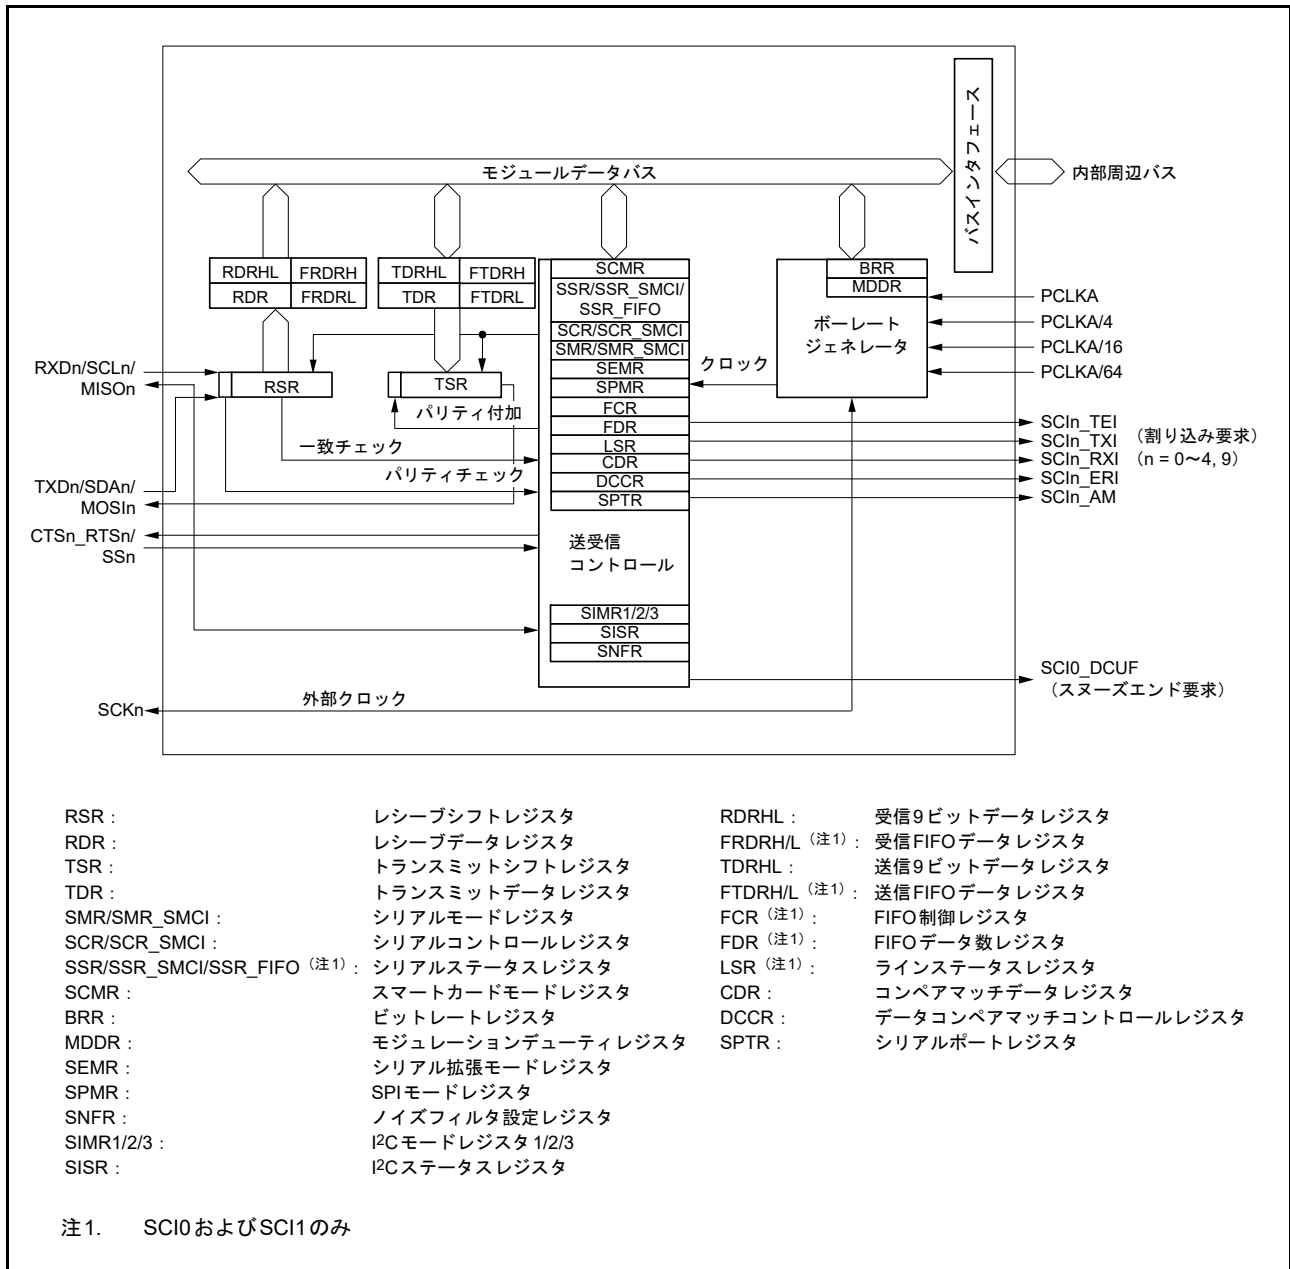 バスインタフェース
モジュールデータバス
内部周辺バス
RDRHL FRDRH
RDR FRDRL
TDRHL FTDRH
TDR FTDRL
SCMR
SSR/SSR_SMCI/
SSR_FIFO
SCR/SCR_SMCI
SMR/SMR_SMCI
SEMR
SPMR
FCR
FDR
LSR
CDR
DCCR
SPTR
送受信
コントロール
SIMR1/2/3
SISR
SNFR
BRR
MDDR
ボーレート
ジェネレータ
クロック
PCLKA
PCLKA/4
PCLKA/16
PCLKA/64
RXDn/SCLn/
MISOn
RSR
TSR
パリティ付加
一致チェック
パリティチェック
TXDn/SDAn/
MOSIn
CTSn_RTSn/
SSn
SCIn_TEI
SCIn_TXI
SCIn_RXI
SCIn_ERI
SCIn_AM
(割り込み要求)
(n = 0〜4, 9)
SCI0_DCUF
(スヌーズエンド要求)
外部クロック
SCKn
RSR : レシーブシフトレジスタ
RDR : レシーブデータレジスタ
TSR : トランスミットシフトレジスタ
TDR : トランスミットデータレジスタ
SMR/SMR_SMCI : シリアルモードレジスタ
SCR/SCR_SMCI : シリアルコントロールレジスタ
SSR/SSR_SMCI/SSR_FIFO (注1) : シリアルステータスレジスタ
SCMR : スマートカードモードレジスタ
BRR : ビットレートレジスタ
MDDR : モジュレーションデューティレジスタ
SEMR : シリアル拡張モードレジスタ
SPMR : SPIモードレジスタ
SNFR : ノイズフィルタ設定レジスタ
SIMR1/2/3 : I2Cモードレジスタ1/2/3
SISR : I2Cステータスレジスタ
RDRHL : 受信9ビットデータレジスタ
FRDRH/L (注1) : 受信FIFOデータレジスタ
TDRHL : 送信9ビットデータレジスタ
FTDRH/L (注1) : 送信FIFOデータレジスタ
FCR (注1) : FIFO制御レジスタ
FDR (注1) : FIFOデータ数レジスタ
LSR (注1) : ラインステータスレジスタ
CDR : コンペアマッチデータレジスタ
DCCR : データコンペアマッチコントロールレジスタ
SPTR : シリアルポートレジスタ
注1. SCI0およびSCI1のみ